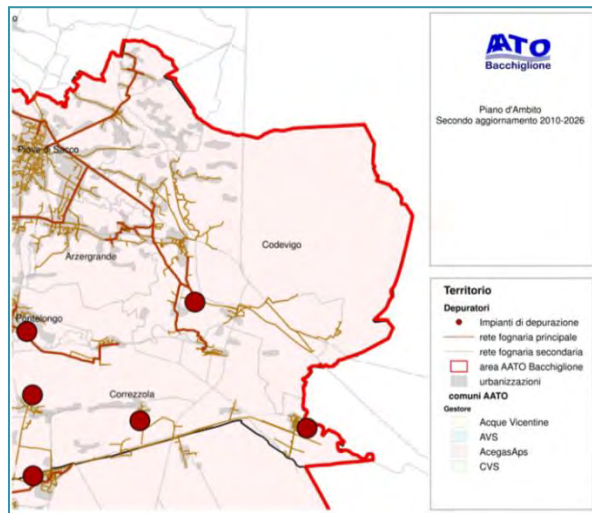 AATO
Bacchiglione
Piano d'Ambito
Secondo aggiornamento 2010-2026
Piove di Sacco
Codevigo
Arzergrande
Pontelongo
Correzzola
Territorio
Depuratori
Impianti di depurazione
rete fognaria principale
rete fognaria secondaria
area AATO Bacchiglione
urbanizzazioni
comuni AATO
Gestore
Acque Vicentine
AVS
AcegasAps
CVS